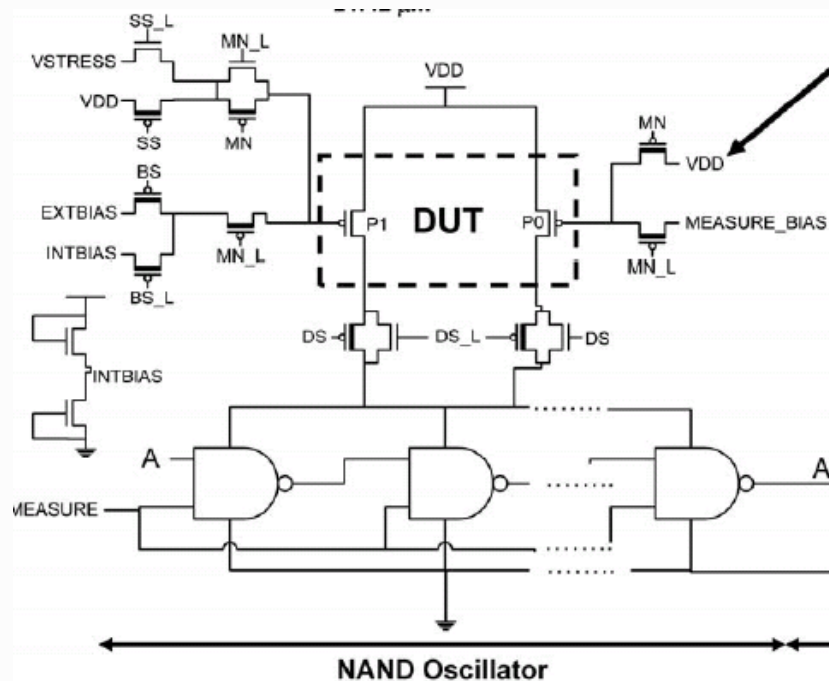 SS_L
VSTRESS
MN_L
VDD
SS
MN
VDD
MN
VDD
BS
EXTBIAS
INTBIAS
BS_L
MN_L
P1
DUT
P0
MEASURE_BIAS
MN_L
DS
DS_L
DS
INTBIAS
A
A
MEASURE
NAND Oscillator